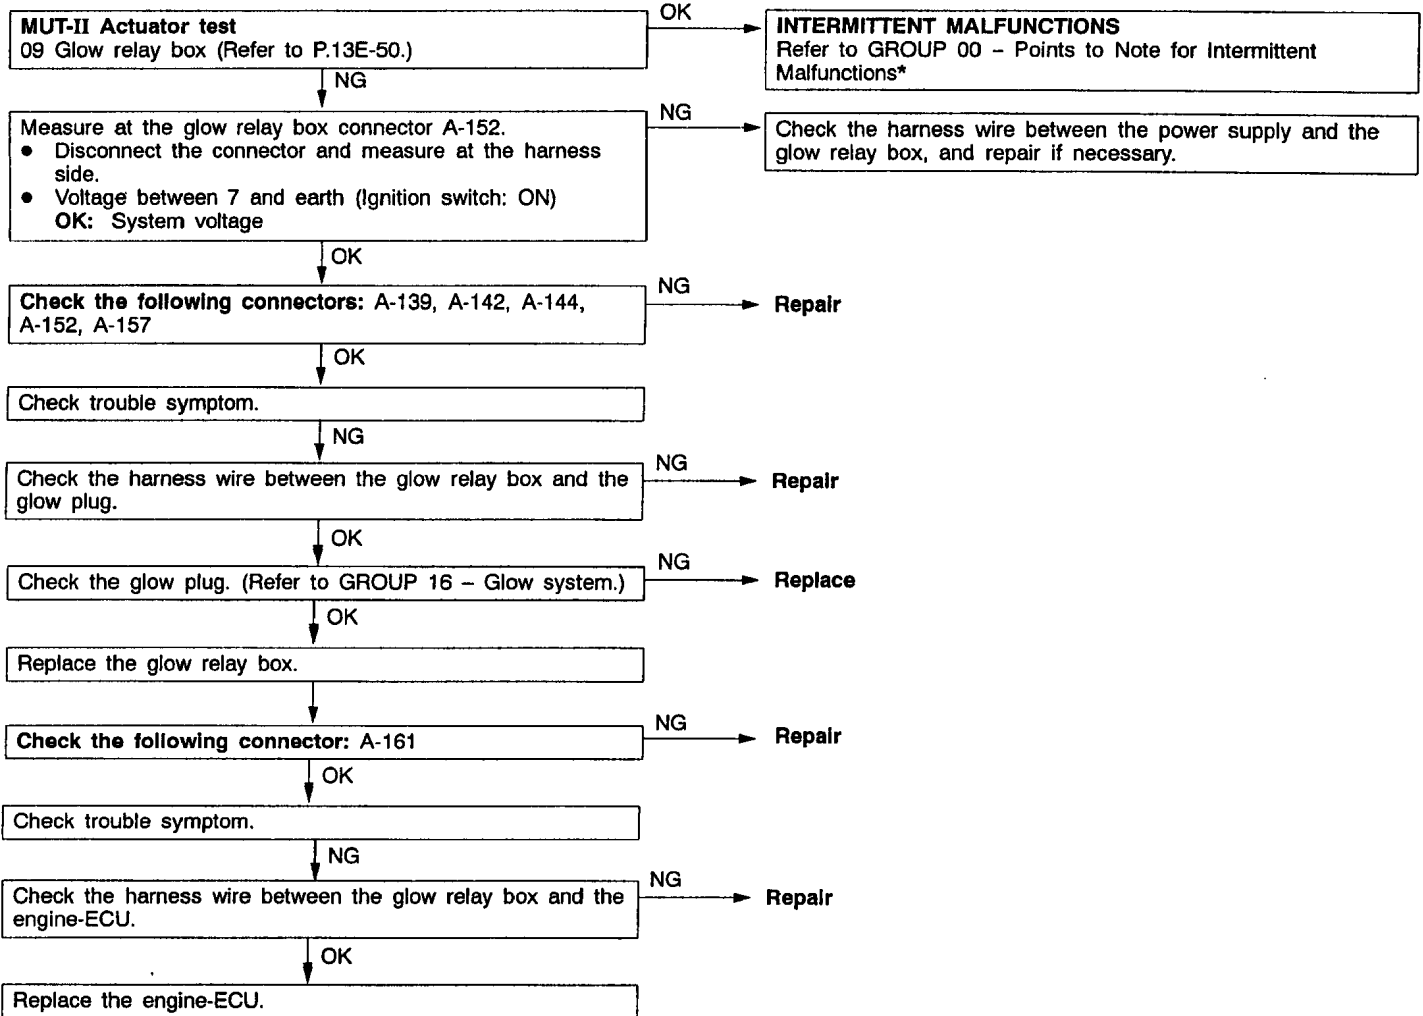 MUT-II Actuator test
09 Glow relay box (Refer to P.13E-50.)
OK
INTERMITTENT MALFUNCTIONS
Refer to GROUP 00 – Points to Note for Intermittent
Malfunctions*
NG
Measure at the glow relay box connector A-152.
● Disconnect the connector and measure at the harness
side.
● Voltage between 7 and earth (Ignition switch: ON)
OK: System voltage
NG
Check the harness wire between the power supply and the
glow relay box, and repair if necessary.
OK
Check the following connectors: A-139, A-142, A-144,
A-152, A-157
NG
Repair
OK
Check trouble symptom.
NG
Check the harness wire between the glow relay box and the
glow plug.
NG
Repair
OK
Check the glow plug. (Refer to GROUP 16 – Glow system.)
NG
Replace
OK
Replace the glow relay box.
Check the following connector: A-161
NG
Repair
OK
Check trouble symptom.
NG
Check the harness wire between the glow relay box and the
engine-ECU.
NG
Repair
OK
Replace the engine-ECU.